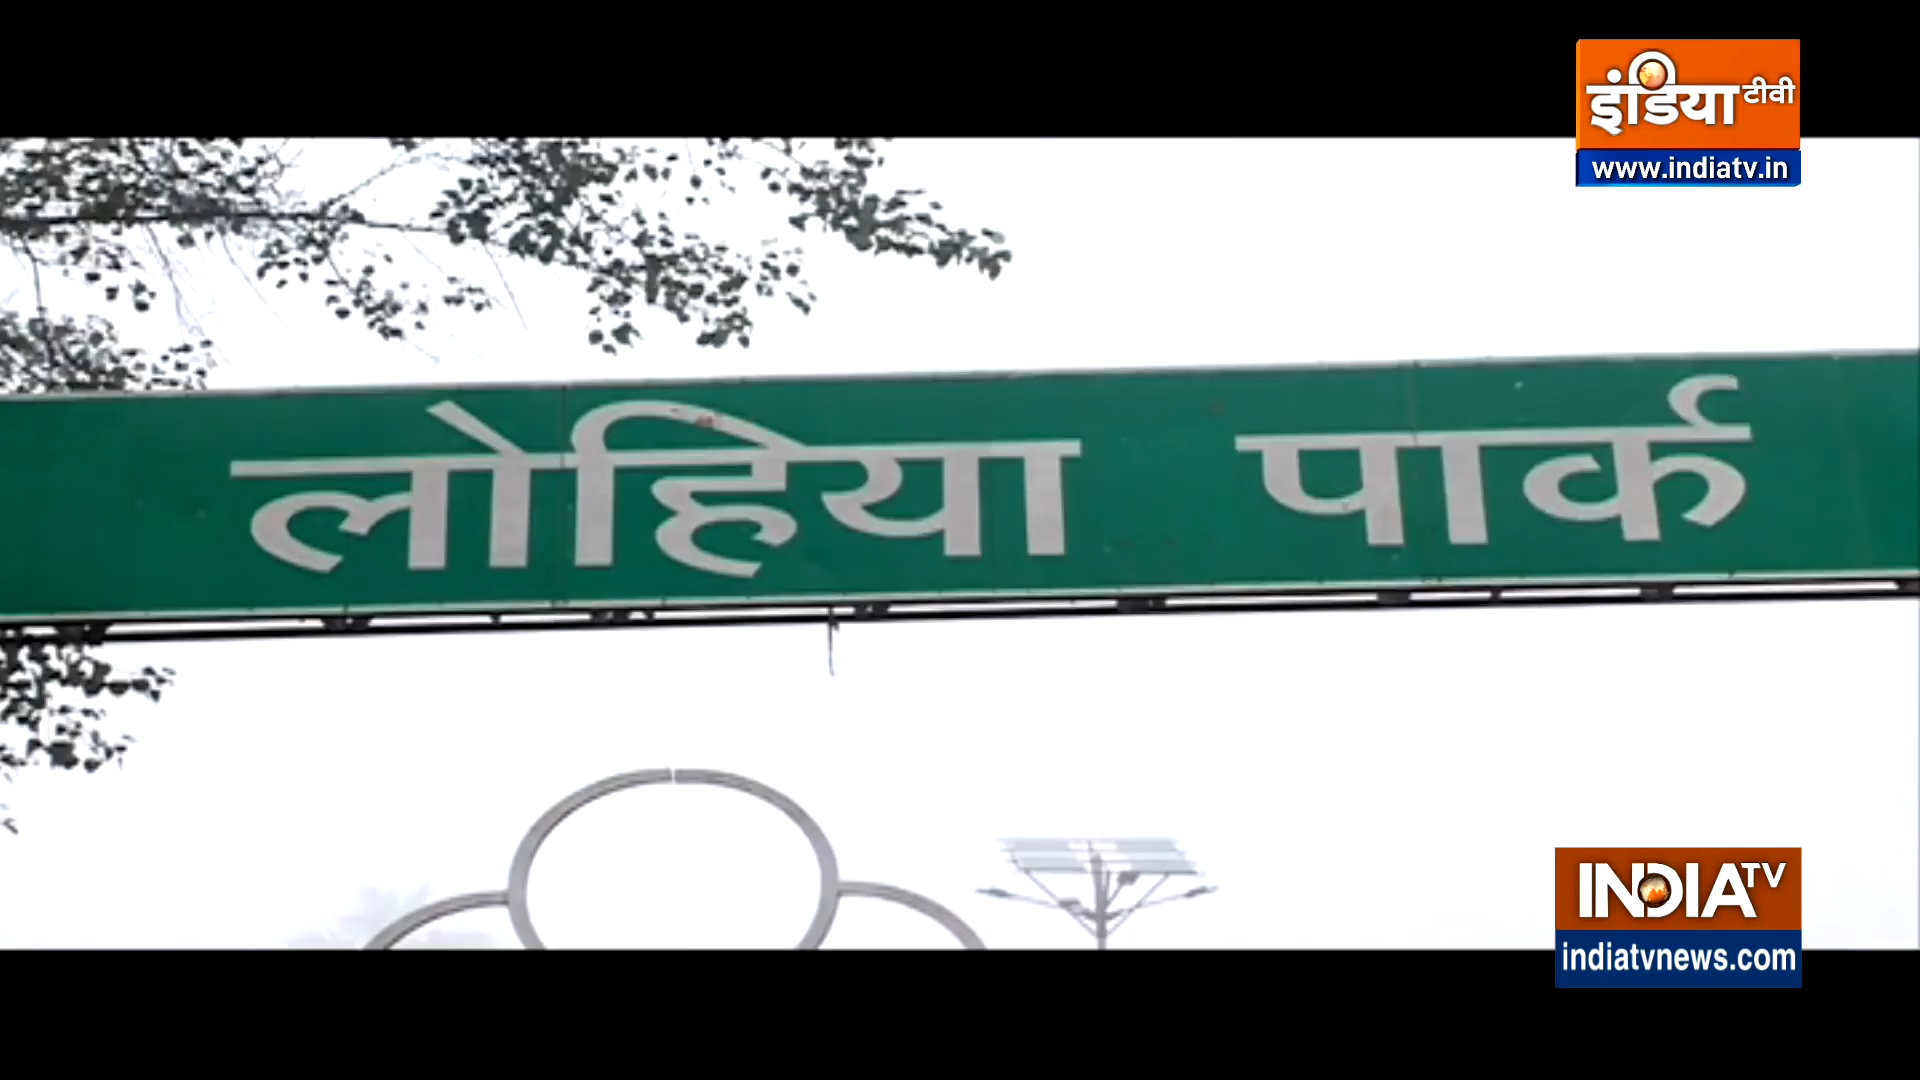 इंडिया टीवी
www.indiatv.in
लोहिया पार्क
INDIA TV
indiatvnews.com